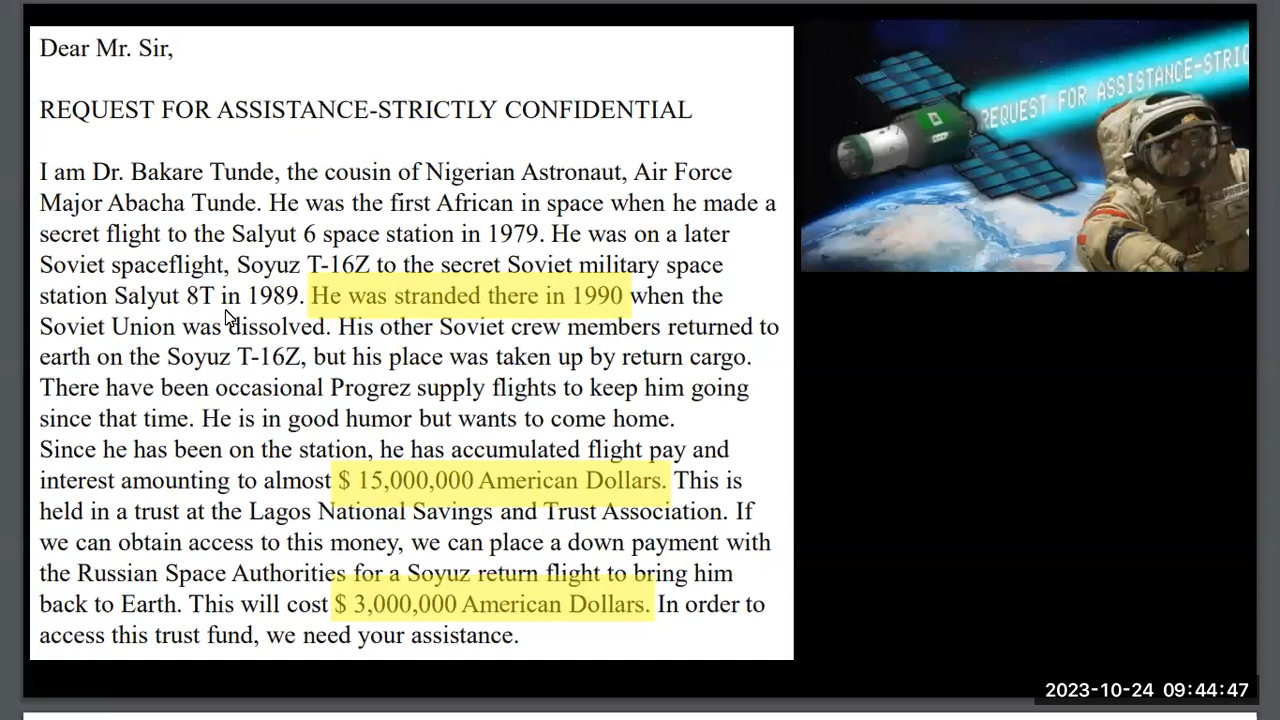 Dear Mr. Sir,
REQUEST FOR ASSISTANCE-STRICTLY CONFIDENTIAL
I am Dr. Bakare Tunde, the cousin of Nigerian Astronaut, Air Force
Major Abacha Tunde. He was the first African in space when he made a
secret flight to the Salyut 6 space station in 1979. He was on a later
Soviet spaceflight, Soyuz T-16Z to the secret Soviet military space
station Salyut 8T in 1989. He was stranded there in 1990 when the
Soviet Union was dissolved. His other Soviet crew members returned to
earth on the Soyuz T-16Z, but his place was taken up by return cargo.
There have been occasional Progrez supply flights to keep him going
since that time. He is in good humor but wants to come home.
Since he has been on the station, he has accumulated flight pay and
interest amounting to almost $ 15,000,000 American Dollars. This is
held in a trust at the Lagos National Savings and Trust Association. If
we can obtain access to this money, we can place a down payment with
the Russian Space Authorities for a Soyuz return flight to bring him
back to Earth. This will cost $ 3,000,000 American Dollars. In order to
access this trust fund, we need your assistance.
REQUEST FOR ASSISTANCE-STRIC
2023-10-24 09:44:47